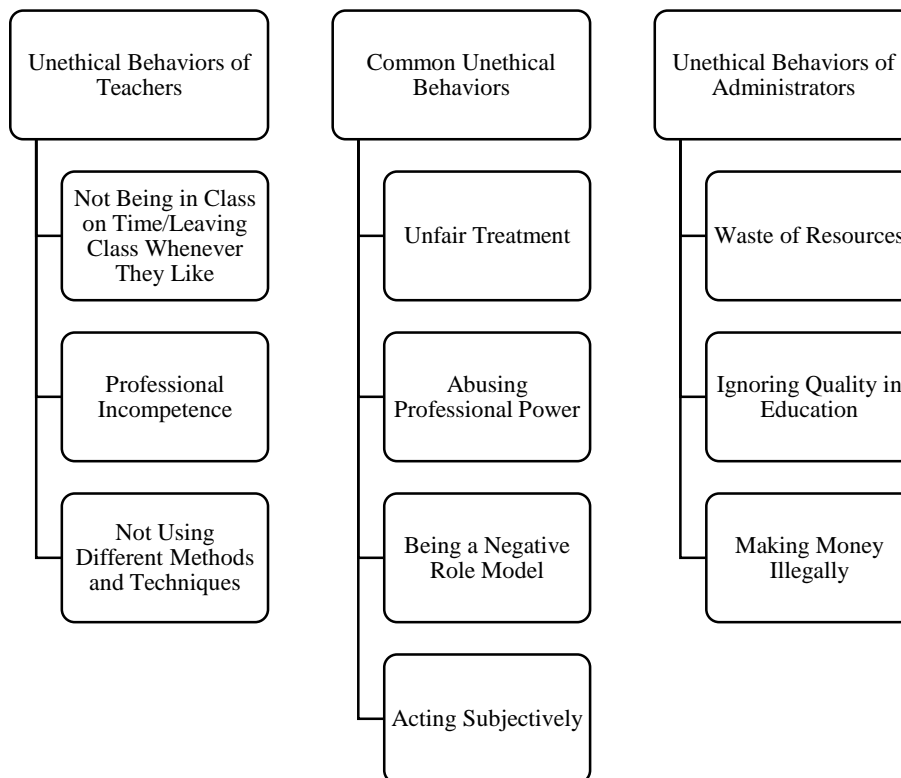 Unethical Behaviors of
Teachers
Not Being in Class
on Time/Leaving
Class Whenever
They Like
Professional
Incompetence
Not Using
Different Methods
and Techniques
Common Unethical
Behaviors
Unfair Treatment
Abusing
Professional Power
Being a Negative
Role Model
Acting Subjectively
Unethical Behaviors of
Administrators
Waste of Resources
Ignoring Quality in
Education
Making Money
Illegally